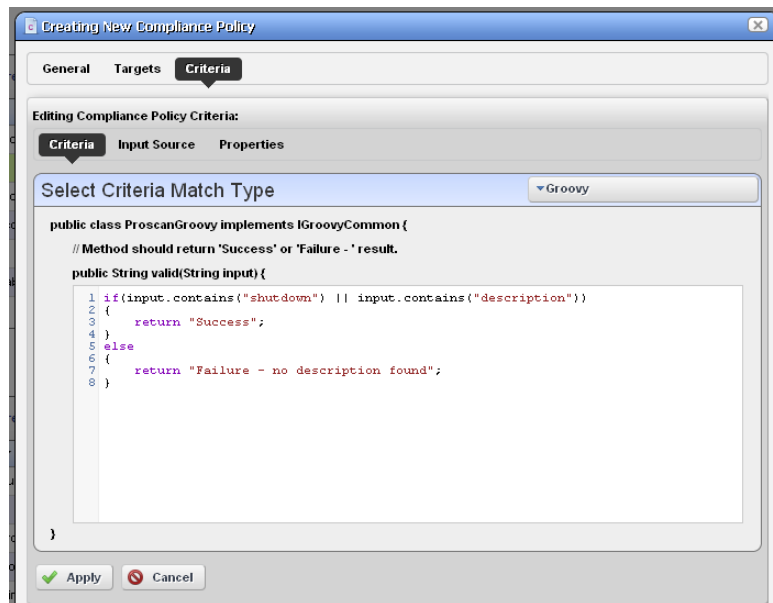 Creating New Compliance Policy
General Targets Criteria
Editing Compliance Policy Criteria:
Criteria Input Source Properties
Select Criteria Match Type Groovy
public class ProscanGroovy implements IGroovyCommon {
// Method should return 'Success' or 'Failure - ' result.
public String valid(String input) {
1 if(input.contains("shutdown") || input.contains("description"))
2 {
3 return "Success";
4 }
5 else
6 {
7 return "Failure - no description found";
8 }
}
Apply Cancel